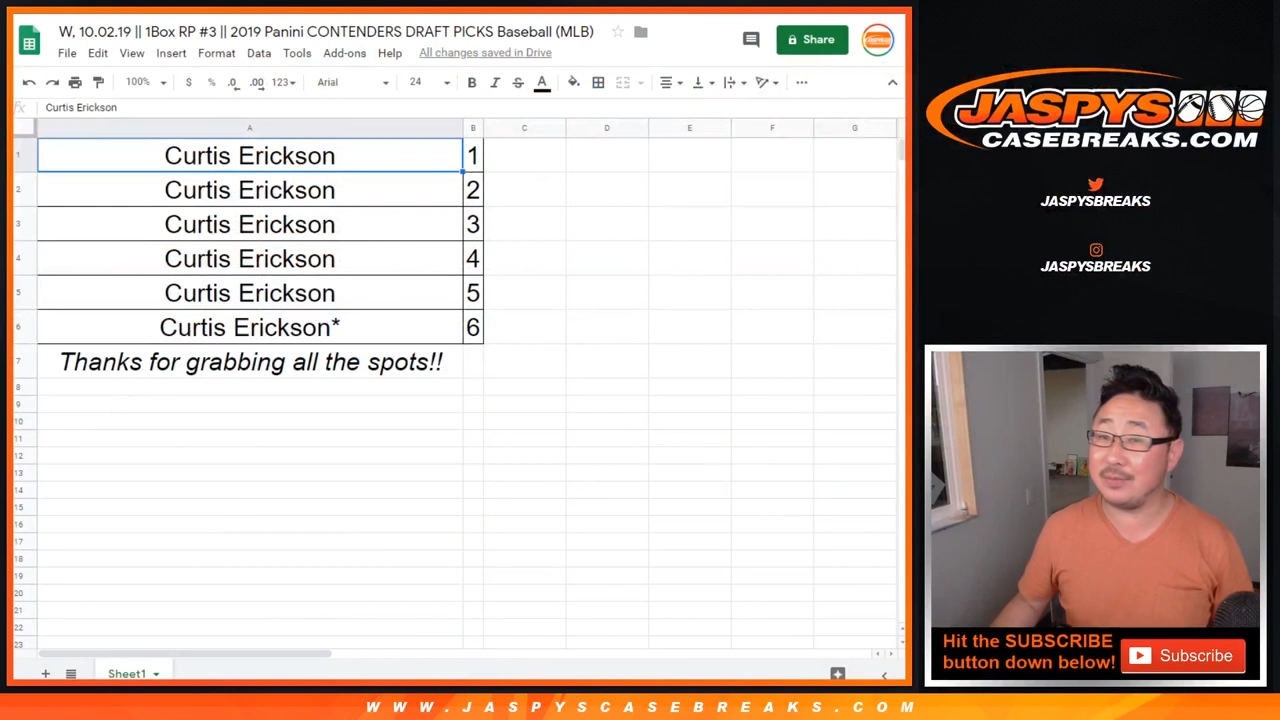 W, 10.02.19 || 1Box RP #3 || 2019 Panini CONTENDERS DRAFT PICKS Baseball (MLB)
File Edit View Insert Format Data Tools Add-ons Help All changes saved in Drive
Share
100% $ % .0 .00 123 Arial 24 B I S A
fx Curtis Erickson
A B C D E F G
1 Curtis Erickson 1
2 Curtis Erickson 2
3 Curtis Erickson 3
4 Curtis Erickson 4
5 Curtis Erickson 5
6 Curtis Erickson* 6
7 Thanks for grabbing all the spots!!
8
9
10
11
12
13
14
15
16
17
18
19
20
21
22
23
Sheet1
JASPYS
CASEBREAKS.COM
JASPYSBREAKS
JASPYSBREAKS
Hit the SUBSCRIBE
button down below!
Subscribe
WWW.JASPYSCASEBREAKS.COM